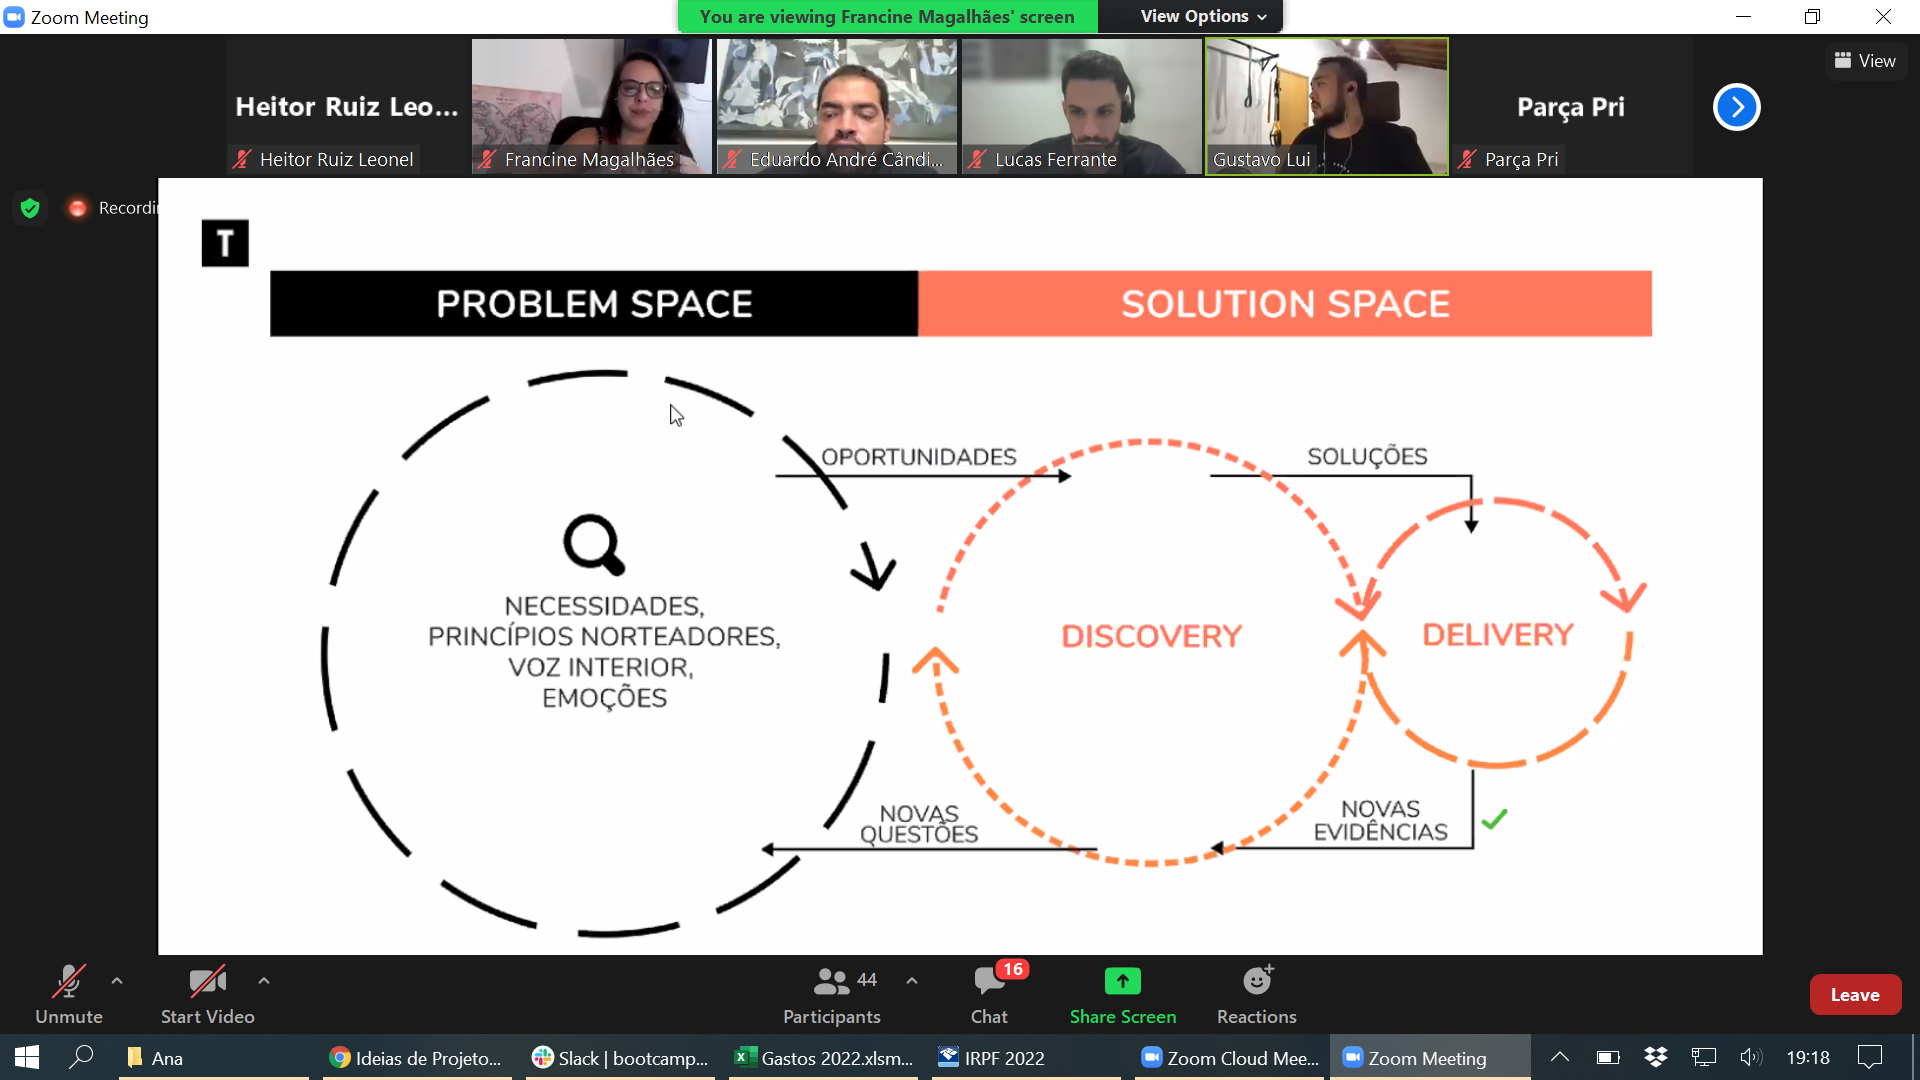 Zoom Meeting
You are viewing Francine Magalhães' screen
View Options
Heitor Ruiz Leo...
Heitor Ruiz Leonel
Francine Magalhães
Eduardo André Cândi...
Lucas Ferrante
Gustavo Lui
Parça Pri
Parça Pri
View
Recordin
T
PROBLEM SPACE
SOLUTION SPACE
OPORTUNIDADES
SOLUÇÕES
NECESSIDADES,
PRINCÍPIOS NORTEADORES,
VOZ INTERIOR,
EMOÇÕES
DISCOVERY
DELIVERY
NOVAS
QUESTÕES
NOVAS
EVIDÊNCIAS
Unmute
Start Video
44
Participants
16
Chat
Share Screen
Reactions
Leave
Ana
Ideias de Projeto...
Slack | bootcamp...
Gastos 2022.xlsm...
IRPF 2022
Zoom Cloud Mee...
Zoom Meeting
19:18